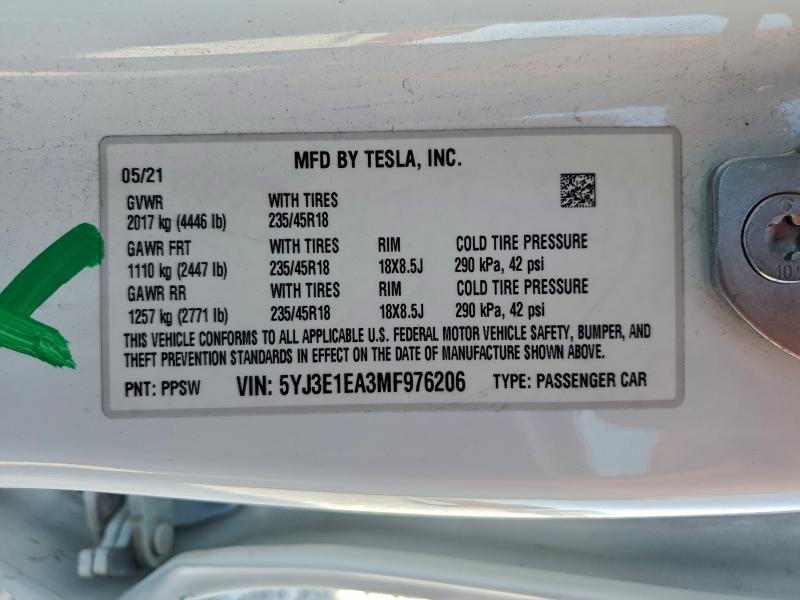 MFD BY TESLA, INC.
05/21
GVWR WITH TIRES
2017 kg (4446 lb) 235/45R18
GAWR FRT WITH TIRES RIM COLD TIRE PRESSURE
1110 kg (2447 lb) 235/45R18 18X8.5J 290 kPa, 42 psi
GAWR RR WITH TIRES RIM COLD TIRE PRESSURE
1257 kg (2771 lb) 235/45R18 18X8.5J 290 kPa, 42 psi
THIS VEHICLE CONFORMS TO ALL APPLICABLE U.S. FEDERAL MOTOR VEHICLE SAFETY, BUMPER, AND
THEFT PREVENTION STANDARDS IN EFFECT ON THE DATE OF MANUFACTURE SHOWN ABOVE.
PNT: PPSW VIN: 5YJ3E1EA3MF976206 TYPE: PASSENGER CAR